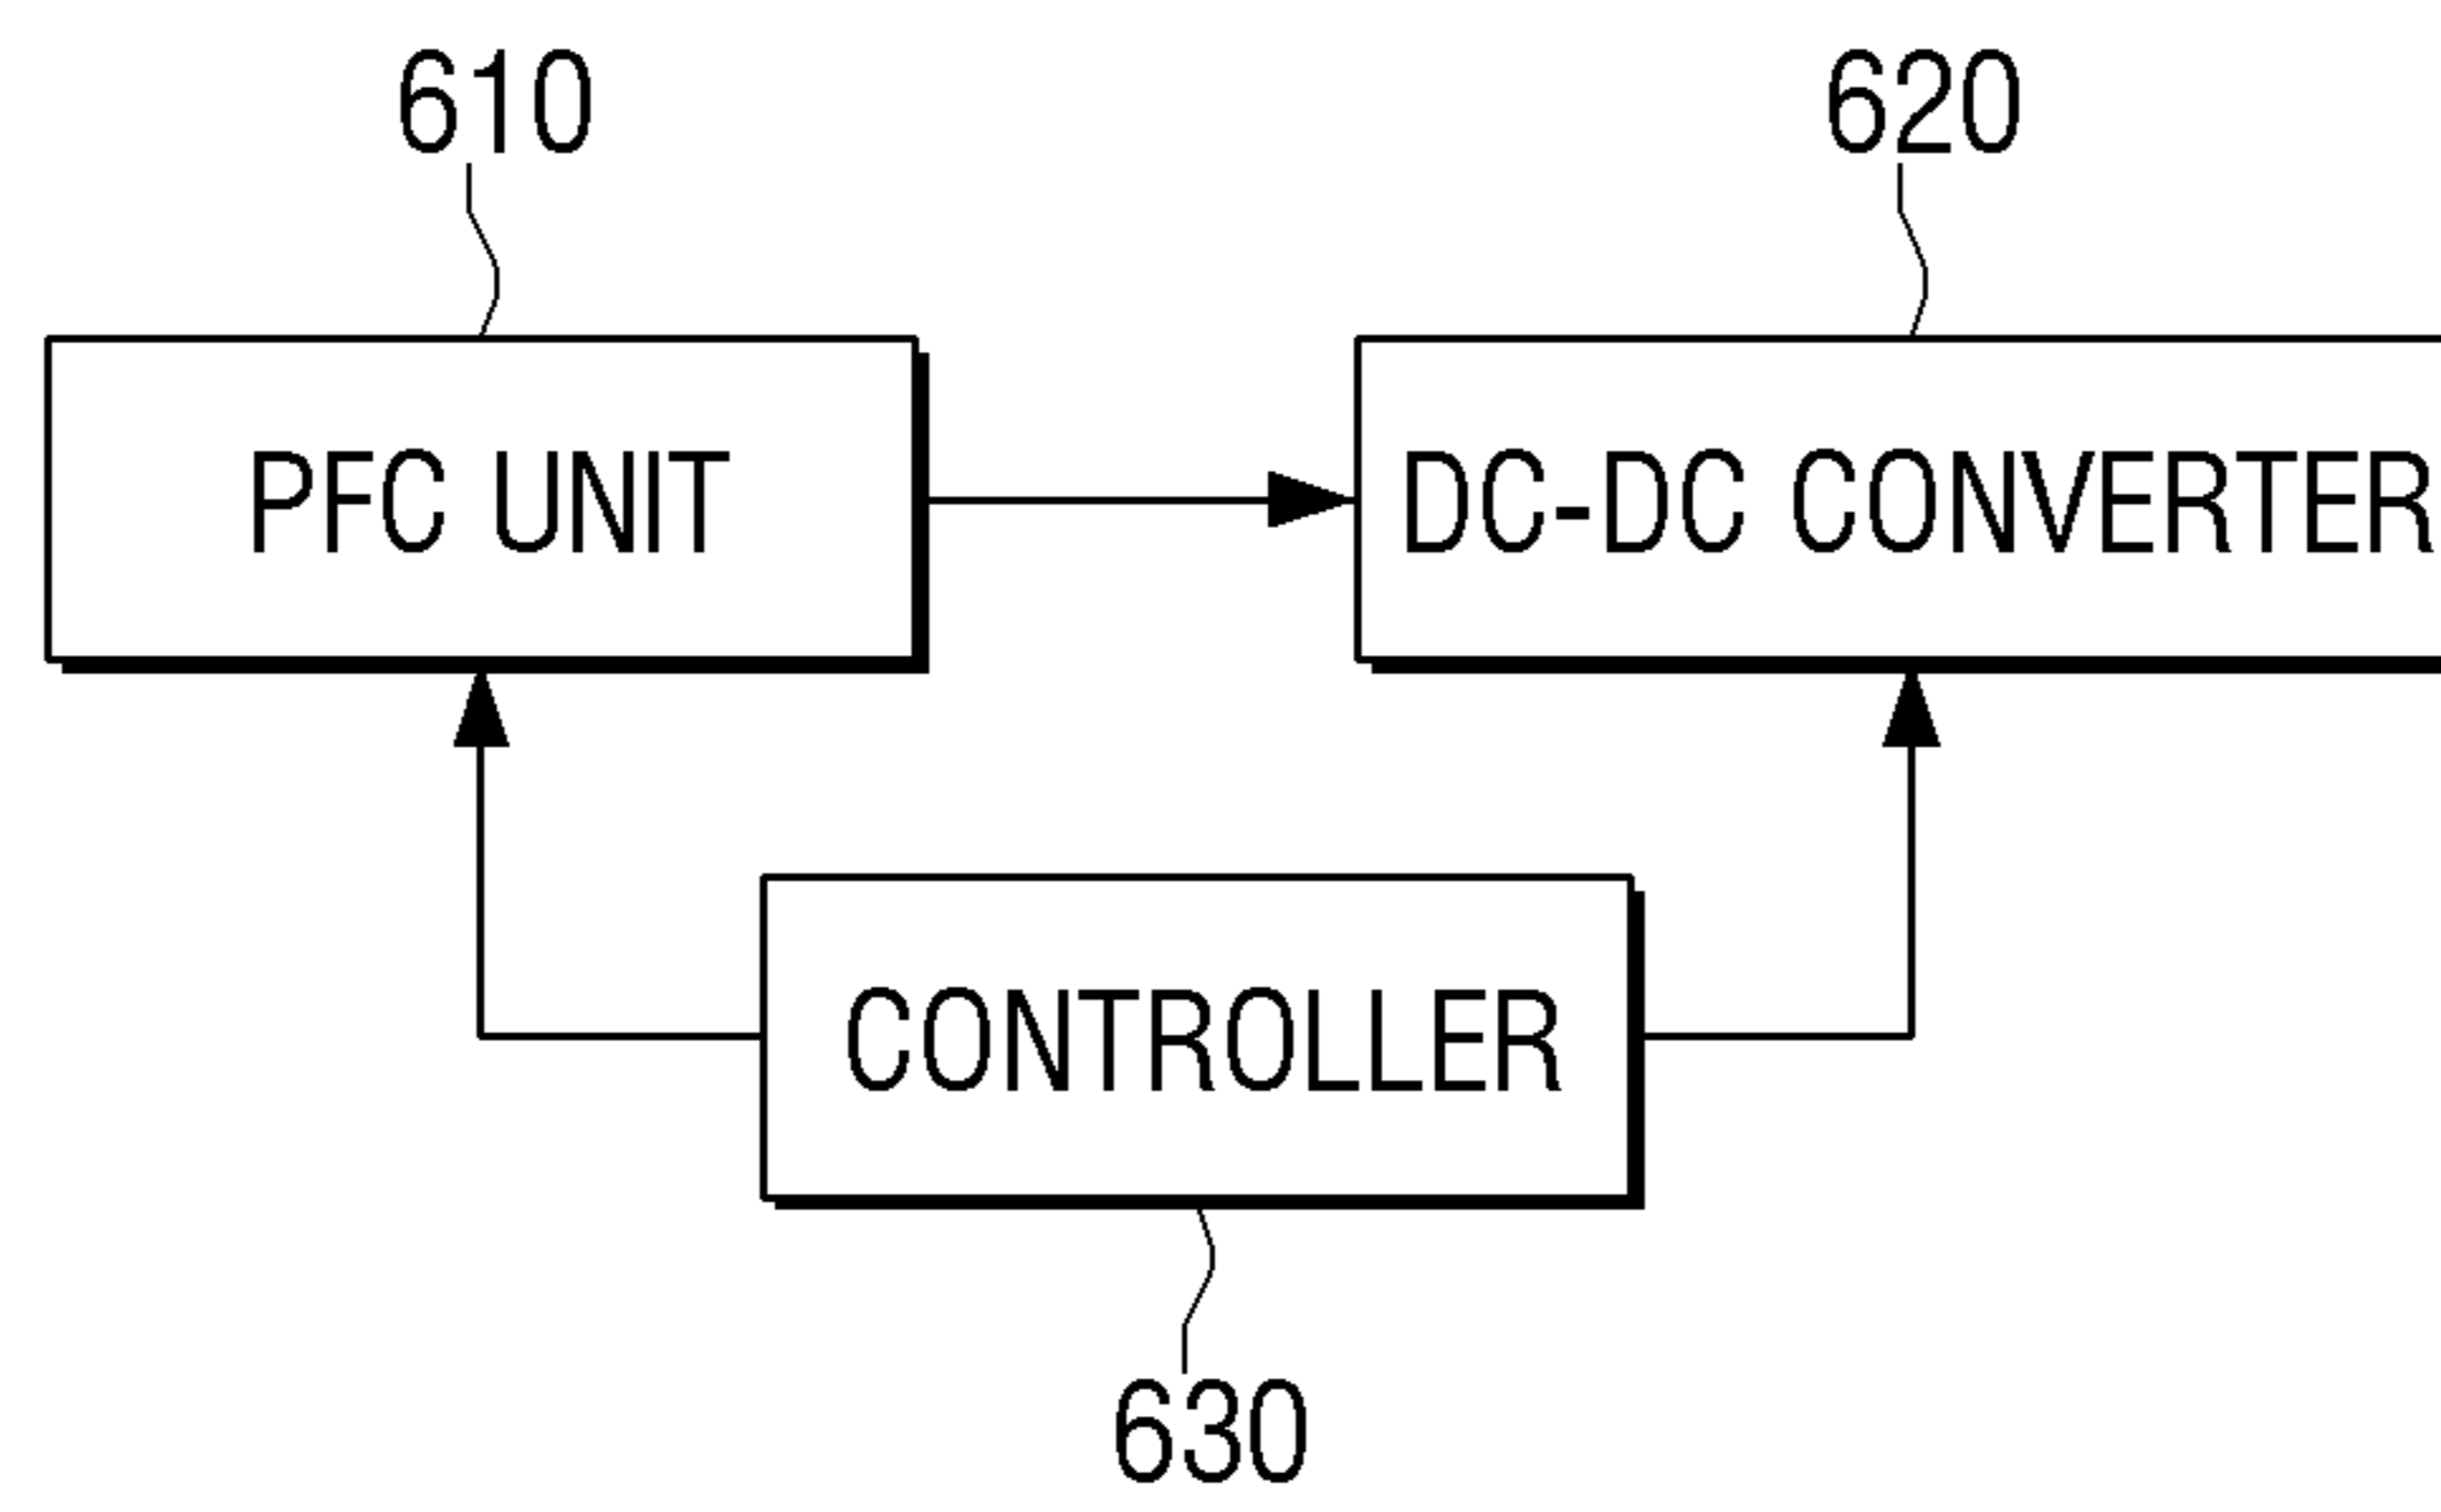 610
620
PFC UNIT
DC-DC CONVERTER
CONTROLLER
630